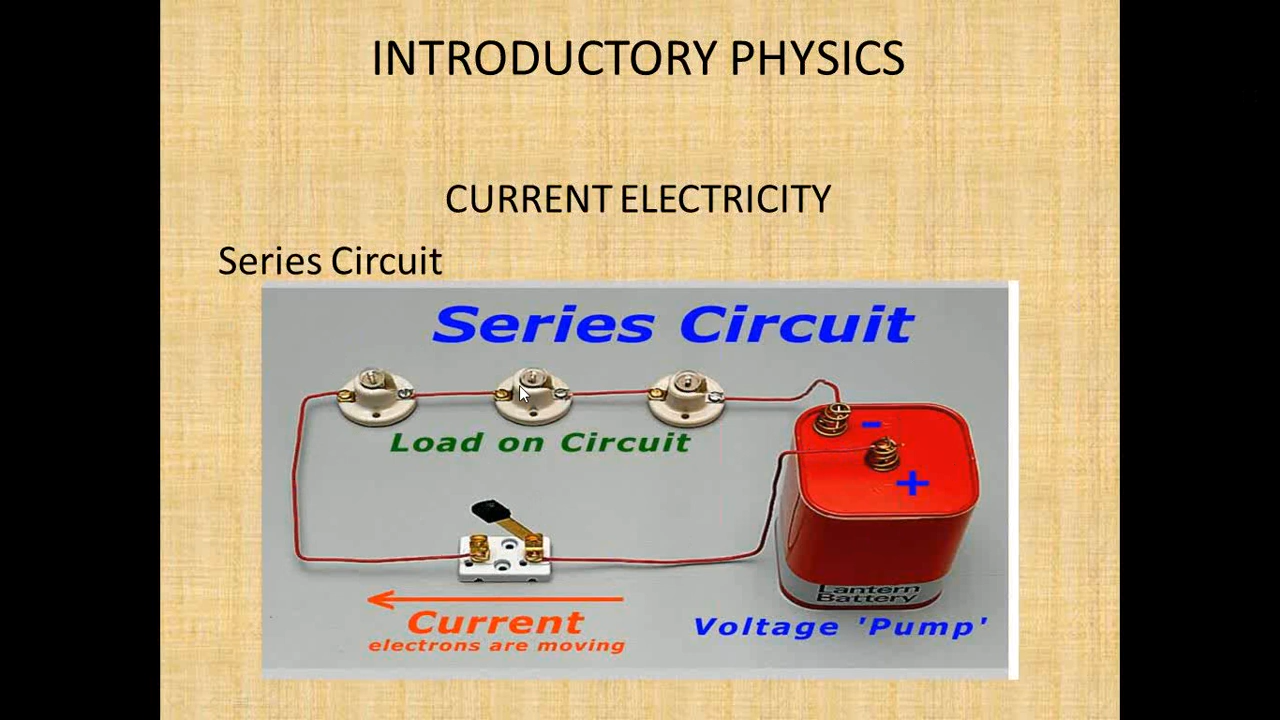 INTRODUCTORY PHYSICS
CURRENT ELECTRICITY
Series Circuit
Series Circuit
Load on Circuit
-
+
Lantern
Battery
Current
electrons are moving
Voltage 'Pump'